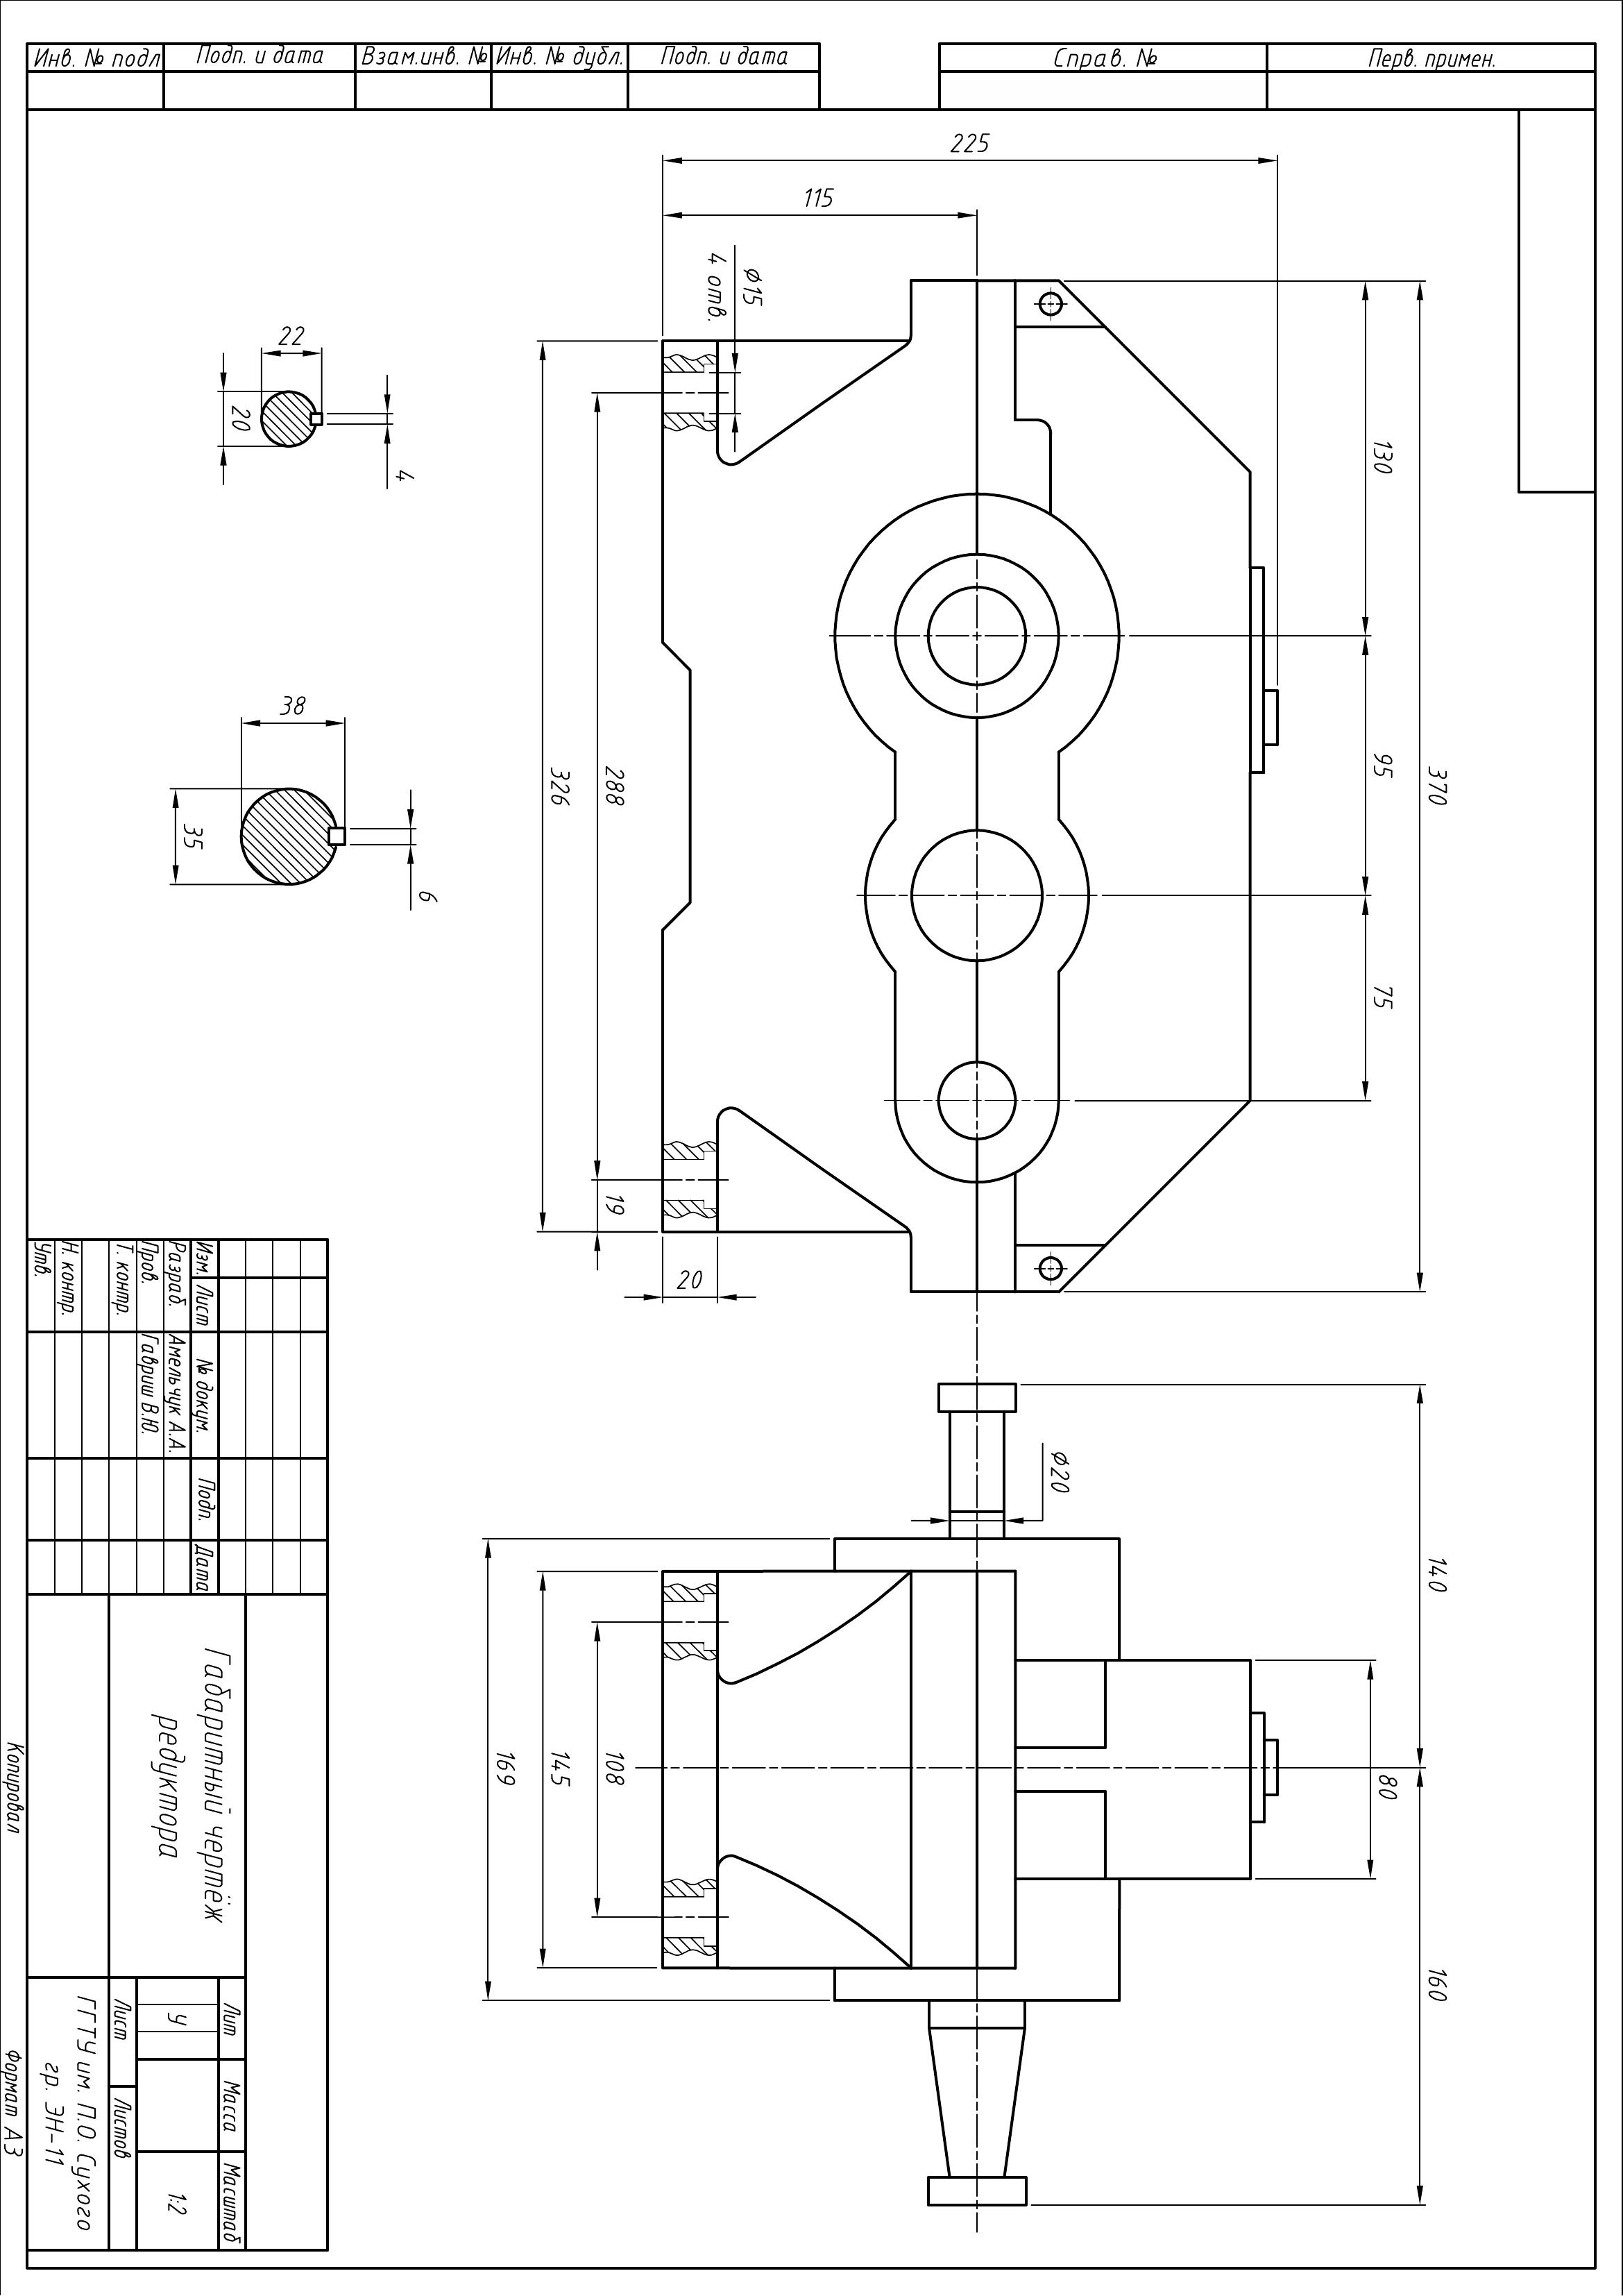 Перв. примен.
Справ. №
Подп. и дата
Инв. № дубл.
Взам.инв. №
Подп. и дата
Инв. № подл
370
130
95
75
225
115
ϕ15
4 отв.
288
19
326
20
140
160
80
ϕ20
108
145
169
22
20
4
38
35
6
Изм.
Лист
№ докум.
Подп.
Дата
Разраб.
Амельчук А.А.
Пров.
Гавриш В.Ю.
Т. контр.
Н. контр.
Утв.
Габаритный чертёж
редуктора
Лит
Масса
Масштаб
У
1:2
Лист
Листов
ГГТУ им. П.О. Сухого
гр. ЭН-11
Копировал
Формат А3